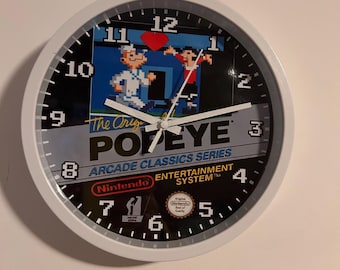 12
11
1
10
2
The Original
9
POPEYE
3
ARCADE CLASSICS SERIES
8
4
Nintendo
ENTERTAINMENT
SYSTEM™
7
5
6